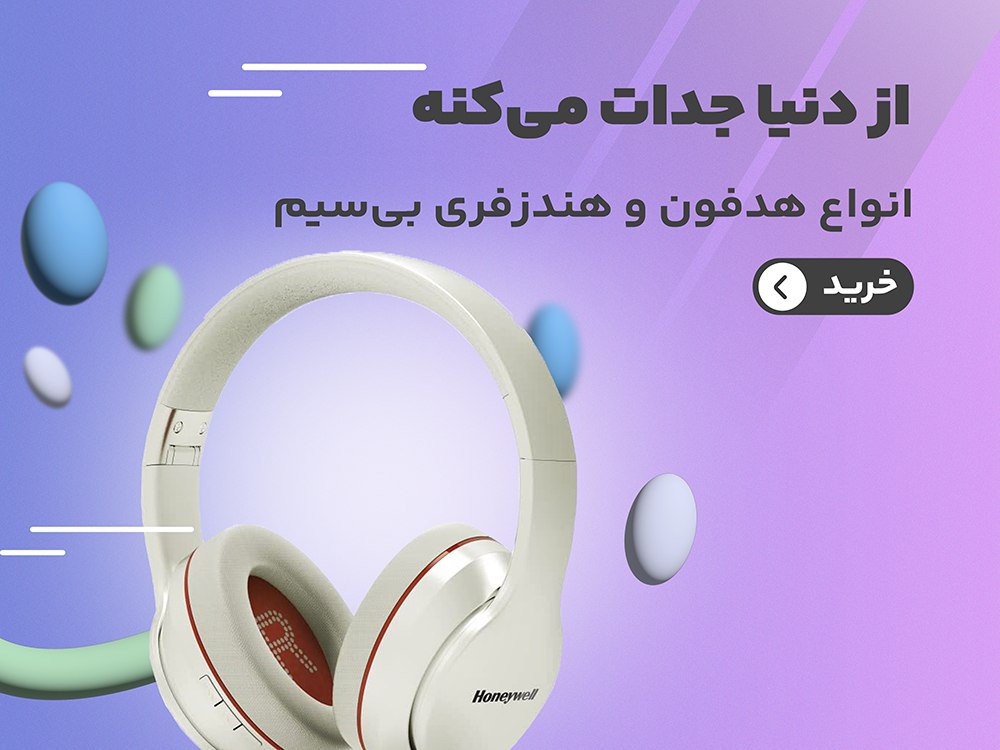 از دنیا جدات می‌کنه
انواع هدفون و هندزفری بی‌سیم
خرید
R
Honeywell